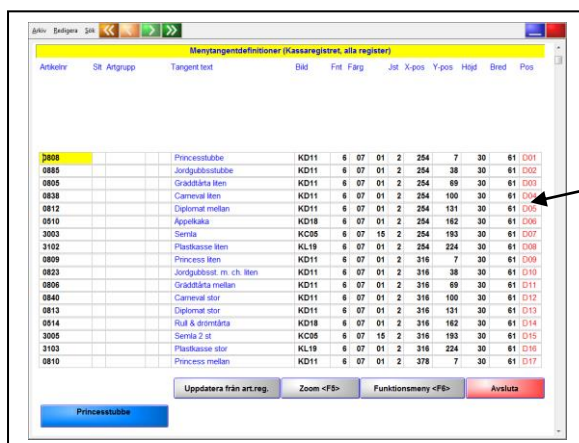 Arkiv Redigera Sök
Menytangentdefinitioner (Kassaregistret, alla register)
Artikelnr Slt Artgrupp Tangent text Bild Fnt Färg Jst X-pos Y-pos Höjd Bred Pos
0808 Princesstubbe KD11 6 07 01 2 254 7 30 61 D01
0885 Jordgubbsstubbe KD11 6 07 01 2 254 38 30 61 D02
0805 Gräddtårta liten KD11 6 07 01 2 254 69 30 61 D03
0838 Carneval liten KD11 6 07 01 2 254 100 30 61 D04
0812 Diplomat mellan KD11 6 07 01 2 254 131 30 61 D05
0510 Äppelkaka KD18 6 07 01 2 254 162 30 61 D06
3003 Semla KC05 6 07 15 2 254 193 30 61 D07
3102 Plastkasse liten KL19 6 07 01 2 254 224 30 61 D08
0809 Princess liten KD11 6 07 01 2 316 7 30 61 D09
0823 Jordgubbsst. m. ch. liten KD11 6 07 01 2 316 38 30 61 D10
0806 Gräddtårta mellan KD11 6 07 01 2 316 69 30 61 D11
0840 Carneval stor KD11 6 07 01 2 316 100 30 61 D12
0813 Diplomat stor KD11 6 07 01 2 316 131 30 61 D13
0514 Rull & drömtårta KD18 6 07 01 2 316 162 30 61 D14
3005 Semla 2 st KC05 6 07 15 2 316 193 30 61 D15
3103 Plastkasse stor KL19 6 07 01 2 316 224 30 61 D16
0810 Princess mellan KD11 6 07 01 2 378 7 30 61 D17
Uppdatera från art.reg. Zoom <F5> Funktionsmeny <F6> Avsluta
Princesstubbe